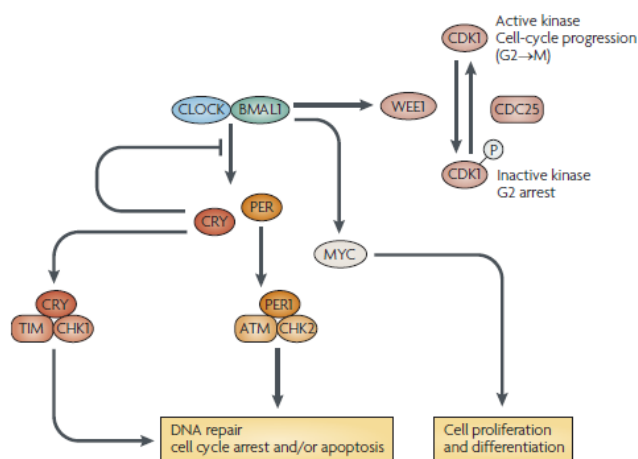 CDK1
Active kinase
Cell-cycle progression
(G2→M)
CLOCK
BMAL1
WEE1
CDC25
P
CDK1
Inactive kinase
G2 arrest
CRY
PER
MYC
CRY
TIM
CHK1
PER1
ATM
CHK2
DNA repair
cell cycle arrest and/or apoptosis
Cell proliferation
and differentiation